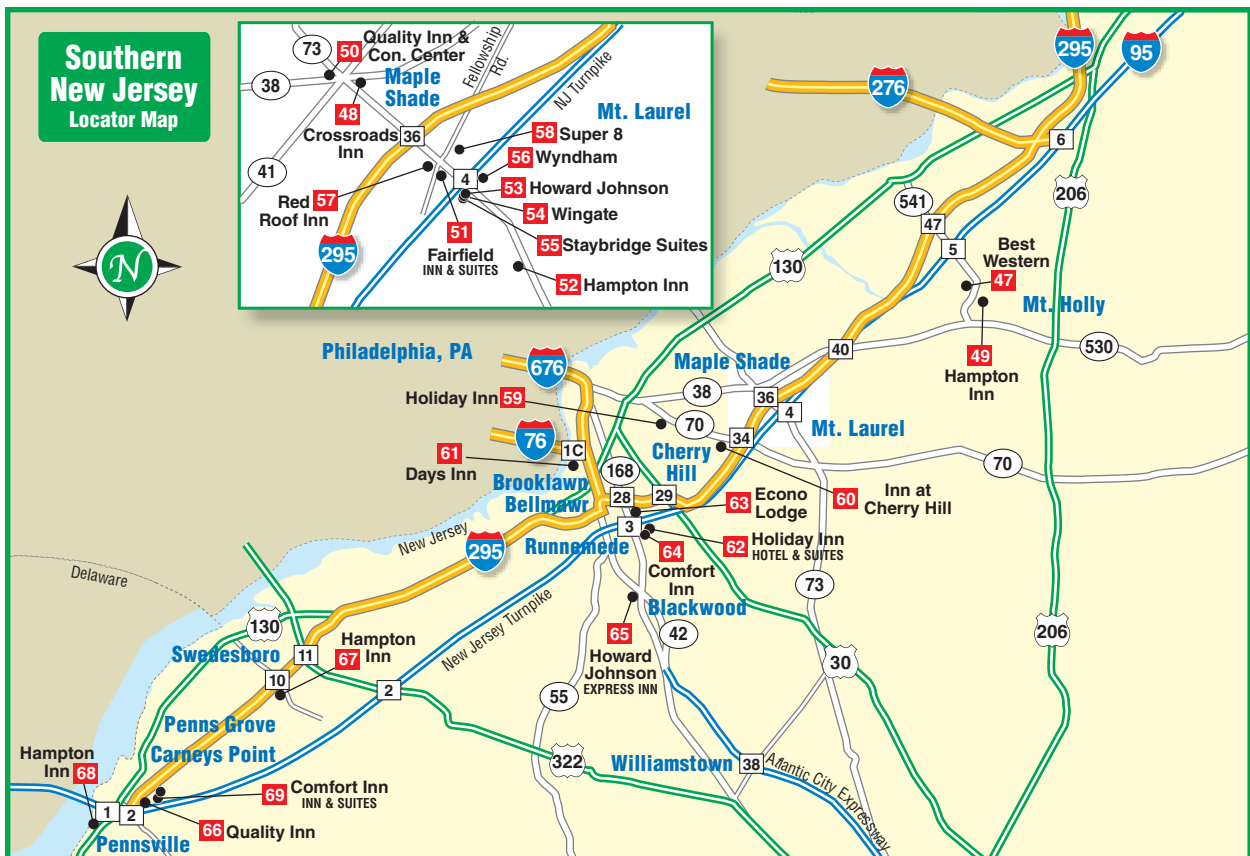 Southern
New Jersey
Locator Map
N
73
50
Quality Inn &
Con. Center
Maple
Shade
38
48
Crossroads
Inn
41
36
Fellowship
Rd.
NJ Turnpike
Mt. Laurel
58 Super 8
56 Wyndham
4
53 Howard Johnson
54 Wingate
55 Staybridge Suites
57
Red
Roof Inn
51
Fairfield
INN & SUITES
295
52 Hampton Inn
295
95
276
6
206
541
47
5
Best
Western
47
Mt. Holly
130
49
Hampton
Inn
530
40
Philadelphia, PA
676
Maple Shade
38
36
4
Mt. Laurel
Holiday Inn 59
70
34
76
1C
61
Days Inn
Cherry
Hill
70
168
Brooklawn
Bellmawr
28
29
63 Econo
Lodge
60
Inn at
Cherry Hill
3
Runnemede
62 Holiday Inn
HOTEL & SUITES
64
Comfort
Inn
New Jersey
295
Delaware
New Jersey Turnpike
Blackwood
73
65
Howard
Johnson
EXPRESS INN
42
206
30
130
Swedesboro
11
Hampton
Inn
67
10
2
55
Penns Grove
Carneys Point
322
Williamstown
38
Atlantic City Expressway
Hampton
Inn 68
69 Comfort Inn
INN & SUITES
1
2
66 Quality Inn
Pennsville